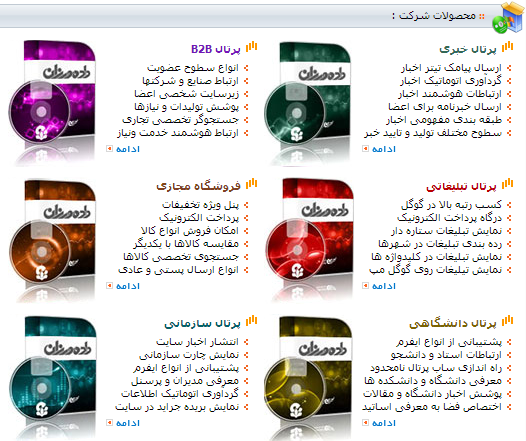 :: محصولات شرکت :
پرتال خبری
ارسال پیامک تیتر اخبار
گردآوری اتوماتیک اخبار
ارتباطات هوشمند اخبار
ارسال خبرنامه برای اعضا
طبقه بندی مفهومی اخبار
سطوح مختلف تولید و تایید خبر
ادامه
پرتال B2B
انواع سطوح عضویت
ارتباط صنایع و شرکتها
زیرسایت شخصی اعضا
پوشش تولیدات و نیازها
جستجوگر تخصصی تجاری
ارتباط هوشمند خدمت ونیاز
ادامه
پرتال تبلیغاتی
کسب رتبه بالا در گوگل
درگاه پرداخت الکترونیک
نمایش تبلیغات ستاره دار
رده بندی تبلیغات در شهرها
نمایش تبلیغات در کلیدواژه ها
نمایش تبلیغات روی گوگل مپ
ادامه
فروشگاه مجازی
پنل ویژه تخفیفات
پرداخت الکترونیک
امکان فروش انواع کالا
مقایسه کالاها با یکدیگر
جستجوی تخصصی کالاها
انواع ارسال پستی و عادی
ادامه
پرتال دانشگاهی
پشتیبانی از انواع ایفرم
ارتباطات استاد و دانشجو
راه اندازی ساب پرتال نامحدود
معرفی دانشگاه و دانشکده ها
پوشش اخبار دانشگاه و مقالات
اختصاص فضا به معرفی اساتید
ادامه
پرتال سازمانی
انتشار اخبار سایت
نمایش چارت سازمانی
پشتیبانی از انواع ایفرم
معرفی مدیران و پرسنل
گردآوری اتوماتیک اطلاعات
نمایش بریده جراید در سایت
ادامه